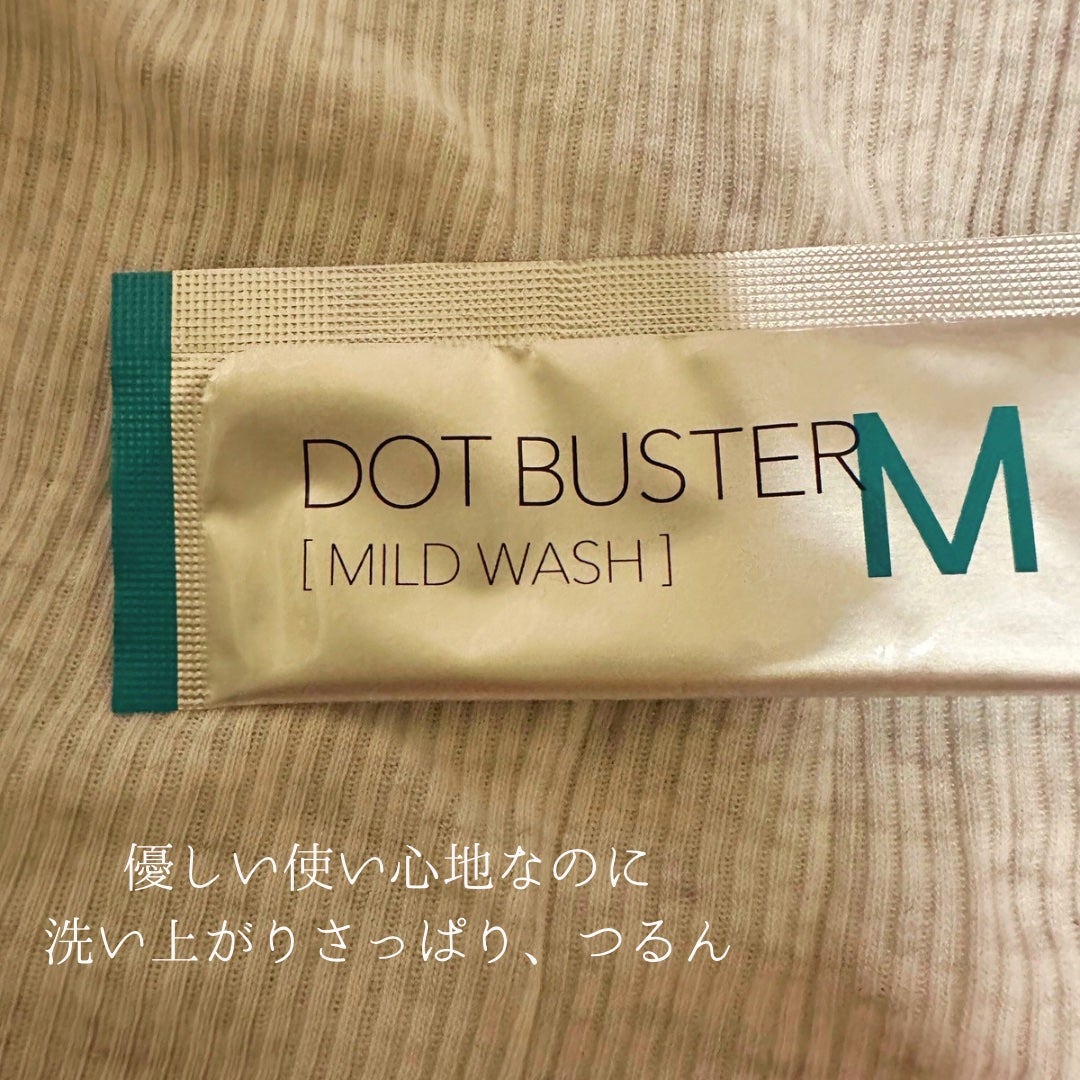 DOT BUSTER M
[ MILD WASH ]
優しい使い心地なのに
洗い上がりさっぱり、つるん